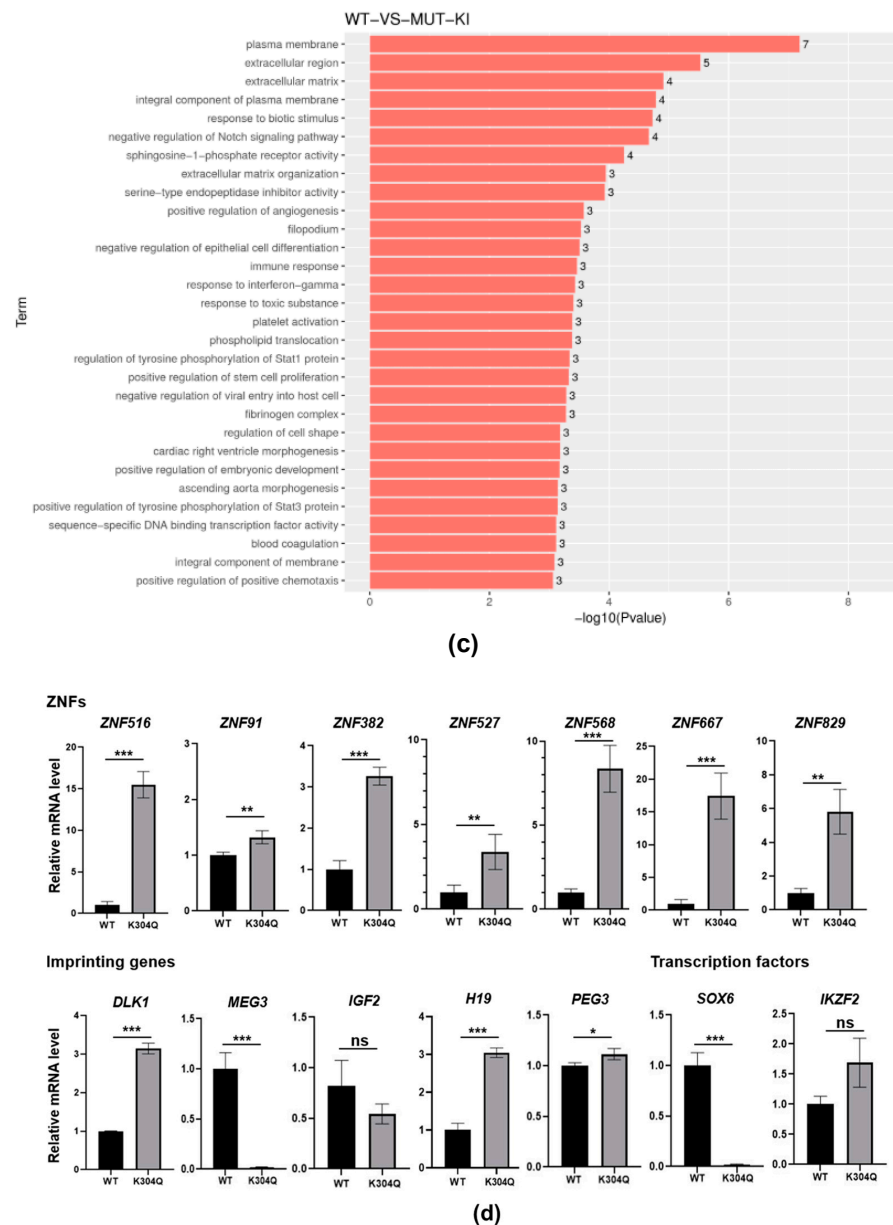 WT-VS-MUT-KI
Term
plasma membrane 7
extracellular region 5
extracellular matrix 4
integral component of plasma membrane 4
response to biotic stimulus 4
negative regulation of Notch signaling pathway 4
sphingosine-1-phosphate receptor activity 4
extracellular matrix organization 3
serine-type endopeptidase inhibitor activity 3
positive regulation of angiogenesis 3
filopodium 3
negative regulation of epithelial cell differentiation 3
immune response 3
response to interferon-gamma 3
response to toxic substance 3
platelet activation 3
phospholipid translocation 3
regulation of tyrosine phosphorylation of Stat1 protein 3
positive regulation of stem cell proliferation 3
negative regulation of viral entry into host cell 3
fibrinogen complex 3
regulation of cell shape 3
cardiac right ventricle morphogenesis 3
positive regulation of embryonic development 3
ascending aorta morphogenesis 3
positive regulation of tyrosine phosphorylation of Stat3 protein 3
sequence-specific DNA binding transcription factor activity 3
blood coagulation 3
integral component of membrane 3
positive regulation of positive chemotaxis 3
0 2 4 6 8
-log10(Pvalue)
(c)
ZNFs
Relative mRNA level
ZNF516
20
15
10
5
0
***
WT K304Q
ZNF91
3
2
1
0
**
WT K304Q
ZNF382
4
3
2
1
0
***
WT K304Q
ZNF527
10
8
6
4
2
0
**
WT K304Q
ZNF568
10
8
6
4
2
0
***
WT K304Q
ZNF667
25
20
15
10
5
0
***
WT K304Q
ZNF829
10
8
6
4
2
0
**
WT K304Q
Imprinting genes
Transcription factors
Relative mRNA level
DLK1
4
3
2
1
0
***
WT K304Q
MEG3
1.5
1.0
0.5
0.0
***
WT K304Q
IGF2
1.5
1.0
0.5
0.0
ns
WT K304Q
H19
4
3
2
1
0
***
WT K304Q
PEG3
1.5
1.0
0.5
0.0
*
WT K304Q
SOX6
1.5
1.0
0.5
0.0
***
WT K304Q
IKZF2
2.5
2.0
1.5
1.0
0.5
0.0
ns
WT K304Q
(d)